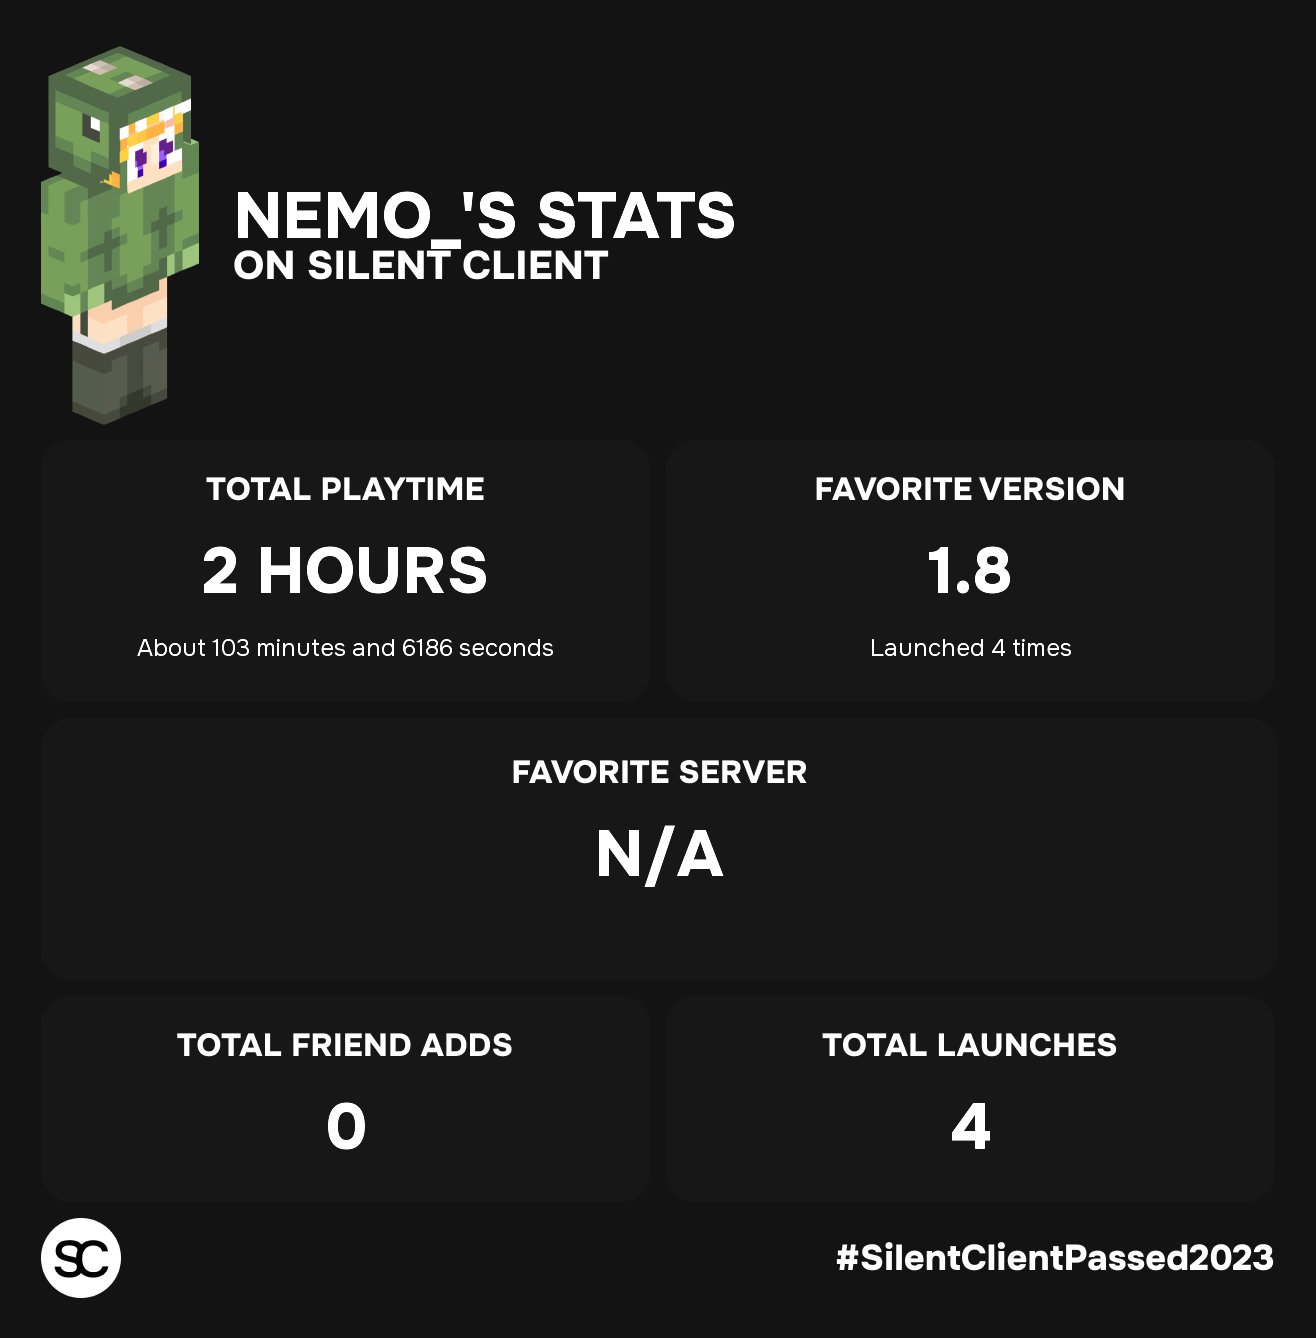 NEMO_'S STATS
ON SILENT CLIENT
TOTAL PLAYTIME
2 HOURS
About 103 minutes and 6186 seconds
FAVORITE VERSION
1.8
Launched 4 times
FAVORITE SERVER
N/A
TOTAL FRIEND ADDS
0
TOTAL LAUNCHES
4
SC
#SilentClientPassed2023